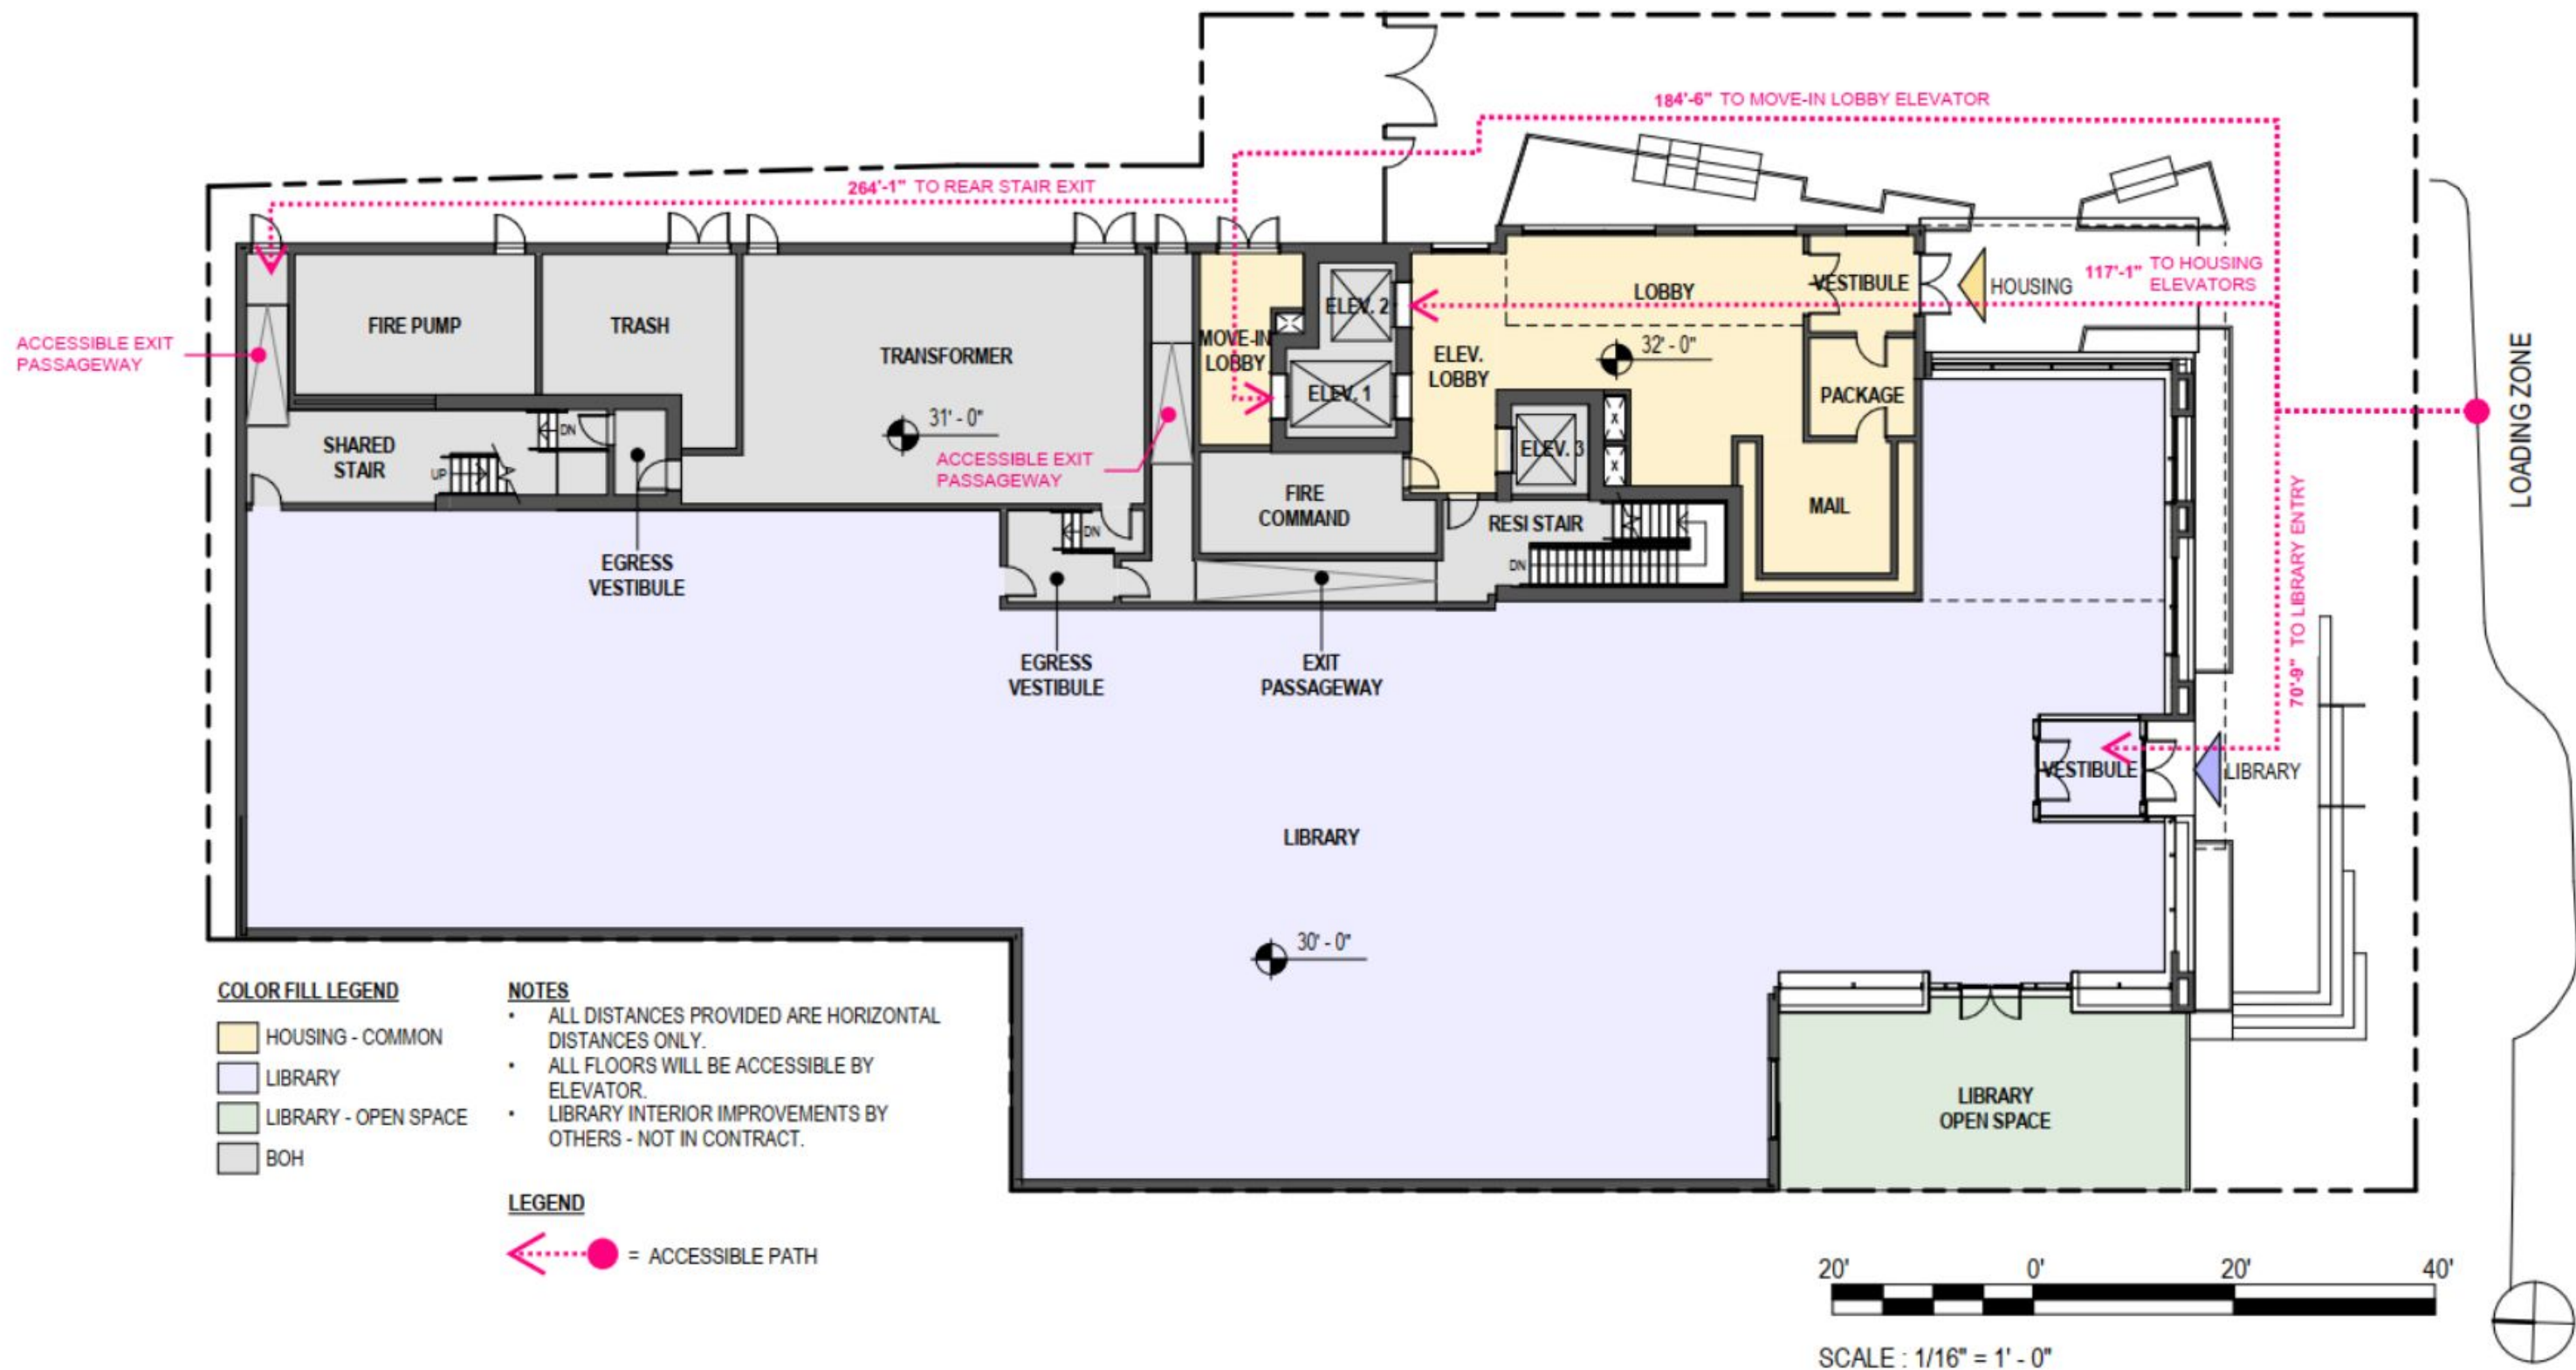 184'-6" TO MOVE-IN LOBBY ELEVATOR
264'-1" TO REAR STAIR EXIT
117'-1" TO HOUSING
ELEVATORS
HOUSING
VESTIBULE
LOBBY
ELEV. 2
FIRE PUMP
TRASH
TRANSFORMER
MOVE-IN
LOBBY
ELEV.
LOBBY
32' - 0"
ACCESSIBLE EXIT
PASSAGEWAY
ELEV. 1
PACKAGE
LOADING ZONE
31' - 0"
SHARED
STAIR
DN
UP
ACCESSIBLE EXIT
PASSAGEWAY
ELEV. 3
X
X
FIRE
COMMAND
RESI STAIR
MAIL
DN
DN
EGRESS
VESTIBULE
70'-9" TO LIBRARY ENTRY
EGRESS
VESTIBULE
EXIT
PASSAGEWAY
VESTIBULE
LIBRARY
LIBRARY
30' - 0"
COLOR FILL LEGEND
HOUSING - COMMON
LIBRARY
LIBRARY - OPEN SPACE
BOH
NOTES
• ALL DISTANCES PROVIDED ARE HORIZONTAL
DISTANCES ONLY.
• ALL FLOORS WILL BE ACCESSIBLE BY
ELEVATOR.
• LIBRARY INTERIOR IMPROVEMENTS BY
OTHERS - NOT IN CONTRACT.
LIBRARY
OPEN SPACE
LEGEND
= ACCESSIBLE PATH
20' 0' 20' 40'
SCALE : 1/16" = 1' - 0"